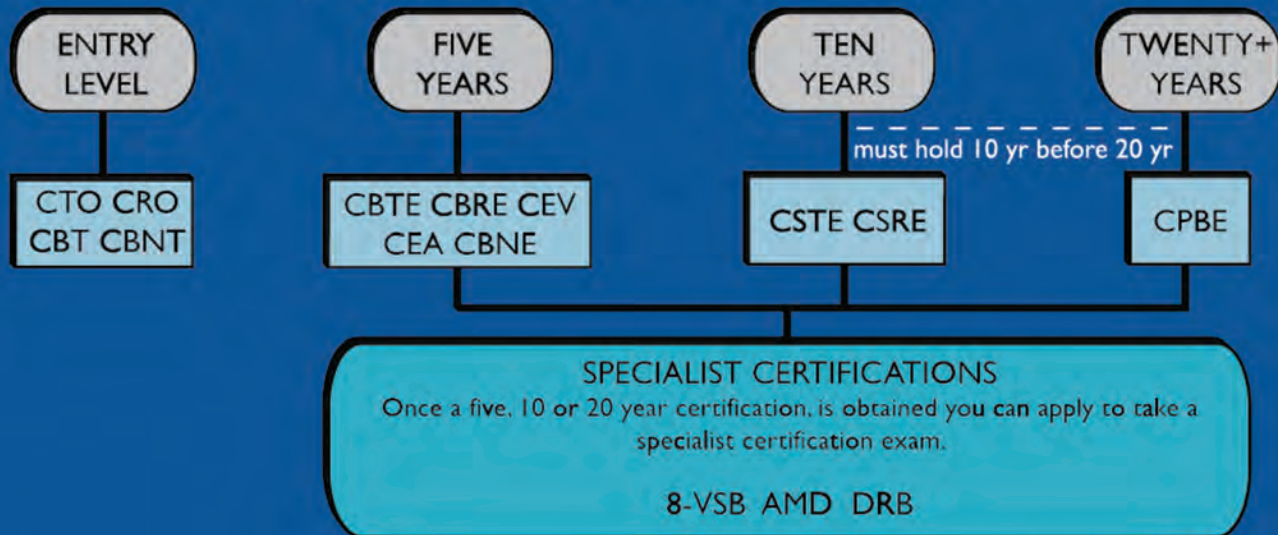 ENTRY
LEVEL
FIVE
YEARS
TEN
YEARS
TWENTY+
YEARS
must hold 10 yr before 20 yr
CTO CRO
CBT CBNT
CBTE CBRE CEV
CEA CBNE
CSTE CSRE
CPBE
SPECIALIST CERTIFICATIONS
Once a five, 10 or 20 year certification, is obtained you can apply to take a
specialist certification exam.
8-VSB AMD DRB